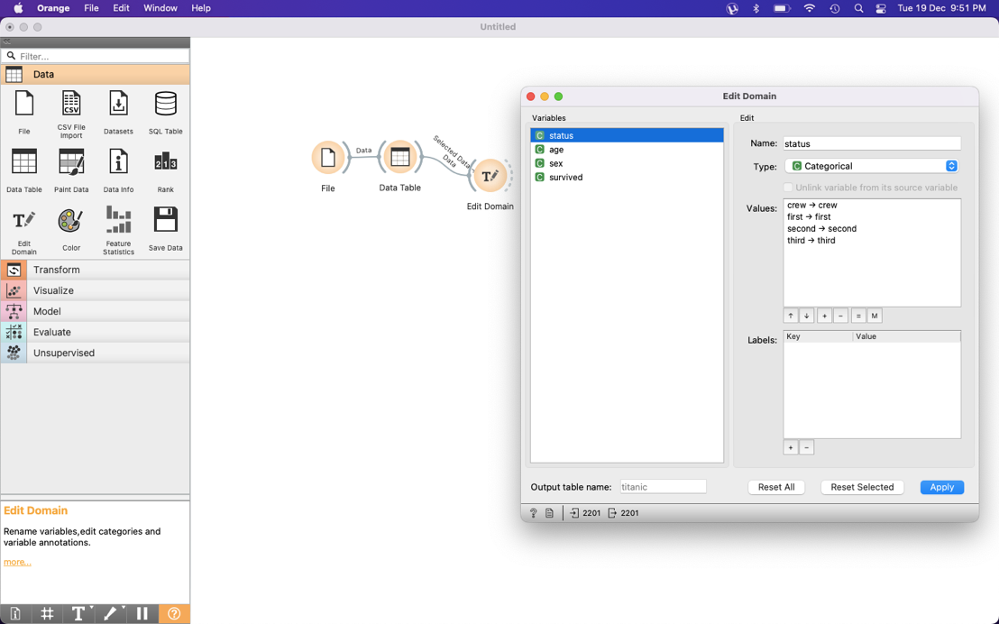 Orange File Edit Window Help Tue 19 Dec 9:51 PM
Untitled
Filter...
Data
File CSV File Import Datasets SQL Table
Data Table Paint Data Data Info Rank
Edit Domain Color Feature Statistics Save Data
Transform
Visualize
Model
Evaluate
Unsupervised
Edit Domain
Rename variables,edit categories and
variable annotations.
more...
File
Data
Data Table
Selected Data
Data
Edit Domain
Edit Domain
Variables
C status
C age
C sex
C survived
Edit
Name: status
Type: C Categorical
Unlink variable from its source variable
Values: crew → crew
first → first
second → second
third → third
↑ ↓ + − = M
Labels: Key Value
+ −
Output table name: titanic
Reset All Reset Selected Apply
2201 2201